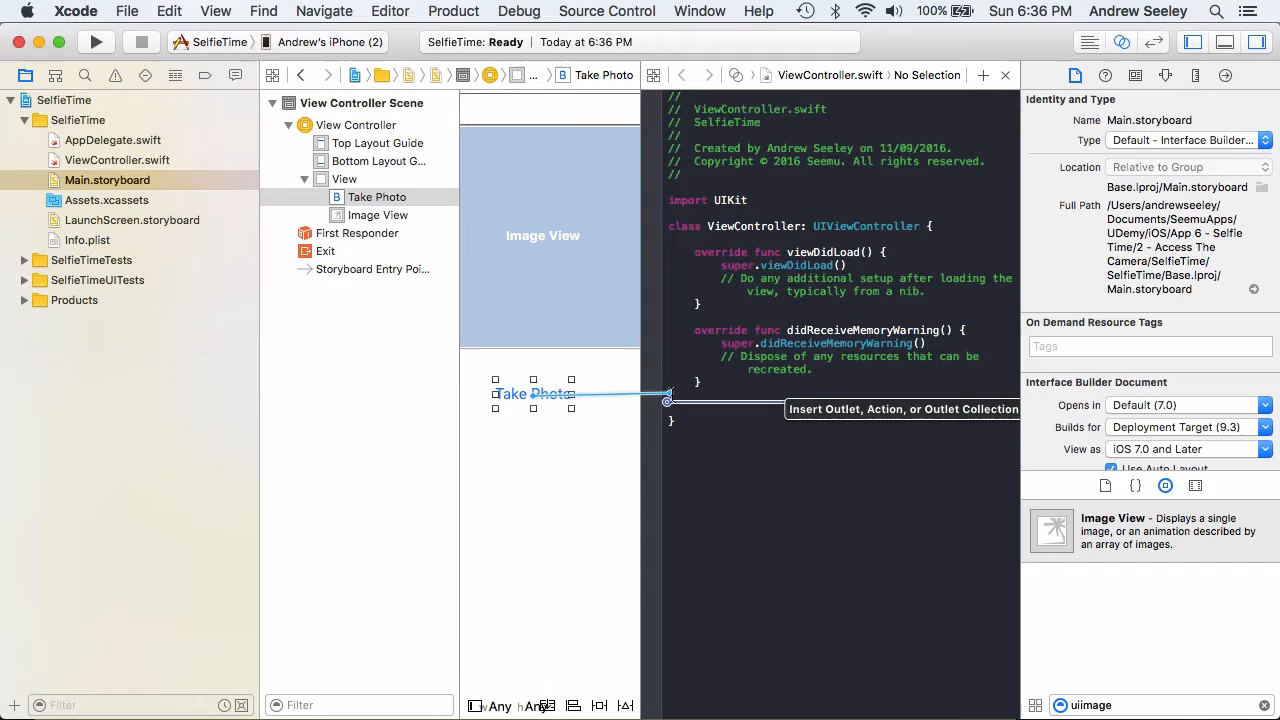 Xcode File Edit View Find Navigate Editor Product Debug Source Control Window Help 100% Sun 6:36 PM Andrew Seeley
SelfieTime Andrew's iPhone (2) SelfieTime: Ready Today at 6:36 PM
... B Take Photo ViewController.swift No Selection
SelfieTime
SelfieTime
AppDelegate.swift
ViewController.swift
Main.storyboard
Assets.xcassets
LaunchScreen.storyboard
Info.plist
SelfieTimeTests
SelfieTimeUITests
Products
Filter
View Controller Scene
View Controller
Top Layout Guide
Bottom Layout G...
View
B Take Photo
Image View
First Responder
Exit
Storyboard Entry Poi...
Filter
Image View
Take Photo
wAny hAny
//
// ViewController.swift
// SelfieTime
//
// Created by Andrew Seeley on 11/09/2016.
// Copyright © 2016 Seemu. All rights reserved.
//
import UIKit
class ViewController: UIViewController {
override func viewDidLoad() {
super.viewDidLoad()
// Do any additional setup after loading the
view, typically from a nib.
}
override func didReceiveMemoryWarning() {
super.didReceiveMemoryWarning()
// Dispose of any resources that can be
recreated.
}
Insert Outlet, Action, or Outlet Collection
}
Identity and Type
Name Main.storyboard
Type Default - Interface Builder...
Location Relative to Group
Base.lproj/Main.storyboard
Full Path /Users/andrewseeley/
Documents/SeemuApps/
UDemy/iOS/App 6 - Selfie
Time/2 - Access The
Camera/SelfieTime/
SelfieTime/Base.lproj/
Main.storyboard
On Demand Resource Tags
Tags
Interface Builder Document
Opens in Default (7.0)
Builds for Deployment Target (9.3)
View as iOS 7.0 and Later
Use Auto Layout
{}
Image View - Displays a single
image, or an animation described by
an array of images.
uiimage